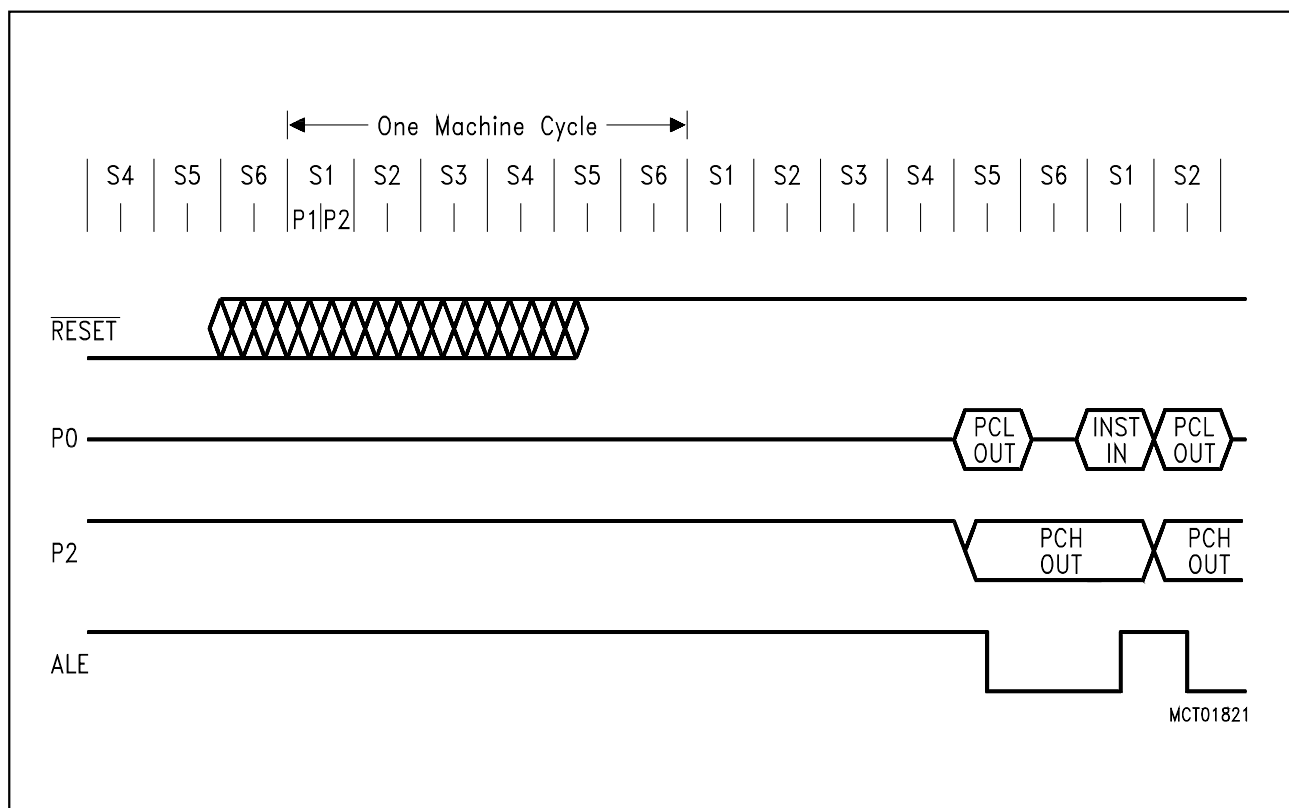 One Machine Cycle
S4 S5 S6 S1 S2 S3 S4 S5 S6 S1 S2 S3 S4 S5 S6 S1 S2
P1 P2
RESET
P0
PCL OUT
INST IN
PCL OUT
P2
PCH OUT
PCH OUT
ALE
MCT01821